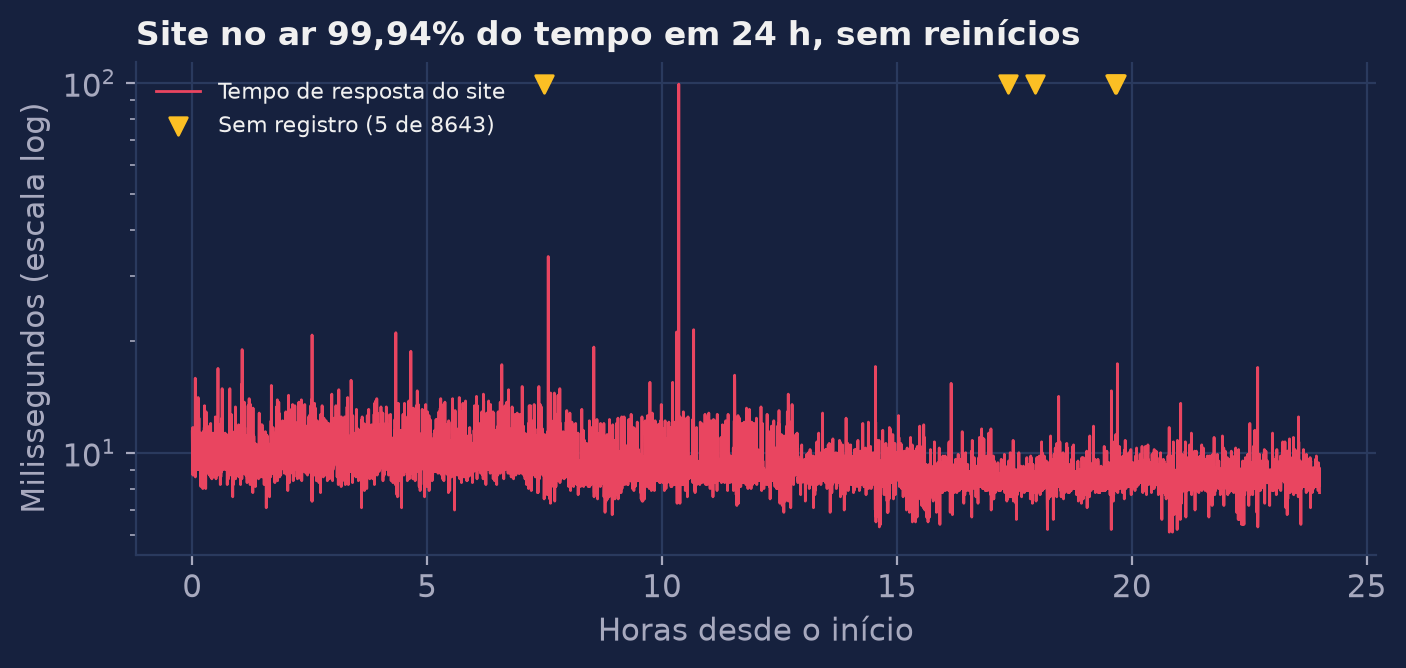 Site no ar 99,94% do tempo em 24 h, sem reinícios
Tempo de resposta do site
Sem registro (5 de 8643)
Milissegundos (escala log)
10²
10¹
0 5 10 15 20 25
Horas desde o início